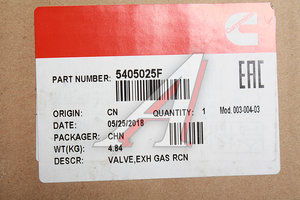 PART NUMBER: 5405025F
EAC
ORIGIN: CN QUANTITY: 1 Mod. 003-004-03
DATE: 05/25/2018
PACKAGER: CHN
WT(KG) 4.84
DESCR: VALVE,EXH GAS RCN